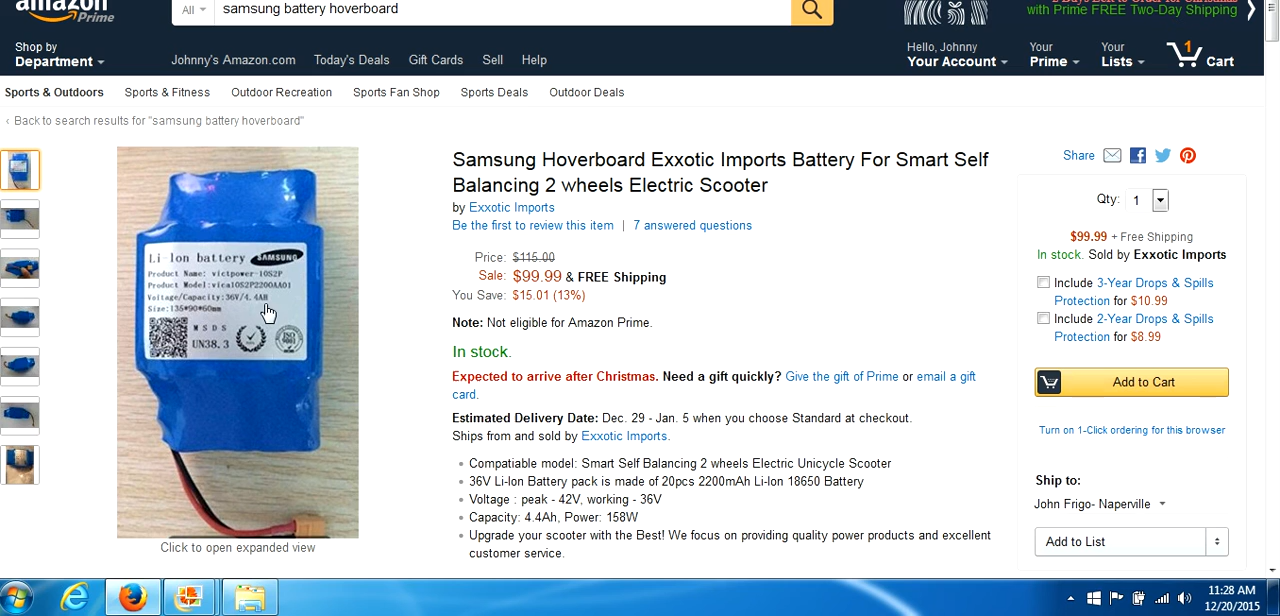 amazon
Prime
All
samsung battery hoverboard
with Prime FREE Two-Day Shipping
Shop by
Department
Johnny's Amazon.com Today's Deals Gift Cards Sell Help
Hello, Johnny
Your Account
Your
Prime
Your
Lists
1
Cart
Sports & Outdoors Sports & Fitness Outdoor Recreation Sports Fan Shop Sports Deals Outdoor Deals
‹ Back to search results for "samsung battery hoverboard"
Li-lon battery SAMSUNG
Product Name: victpower-10S2P
Product Model:vica10S2P2200AA01
Voltage/Capacity:36V/4.4AH
Size:135*90*60mm
M S D S
UN38.3
ISO
Click to open expanded view
Samsung Hoverboard Exxotic Imports Battery For Smart Self
Balancing 2 wheels Electric Scooter
by Exxotic Imports
Be the first to review this item | 7 answered questions
Price: $115.00
Sale: $99.99 & FREE Shipping
You Save: $15.01 (13%)
Note: Not eligible for Amazon Prime.
In stock.
Expected to arrive after Christmas. Need a gift quickly? Give the gift of Prime or email a gift
card.
Estimated Delivery Date: Dec. 29 - Jan. 5 when you choose Standard at checkout.
Ships from and sold by Exxotic Imports.
• Compatiable model: Smart Self Balancing 2 wheels Electric Unicycle Scooter
• 36V Li-Ion Battery pack is made of 20pcs 2200mAh Li-Ion 18650 Battery
• Voltage : peak - 42V, working - 36V
• Capacity: 4.4Ah, Power: 158W
• Upgrade your scooter with the Best! We focus on providing quality power products and excellent
customer service.
Share
Qty: 1
$99.99 + Free Shipping
In stock. Sold by Exxotic Imports
Include 3-Year Drops & Spills
Protection for $10.99
Include 2-Year Drops & Spills
Protection for $8.99
Add to Cart
Turn on 1-Click ordering for this browser
Ship to:
John Frigo- Naperville
Add to List
11:28 AM
12/20/2015